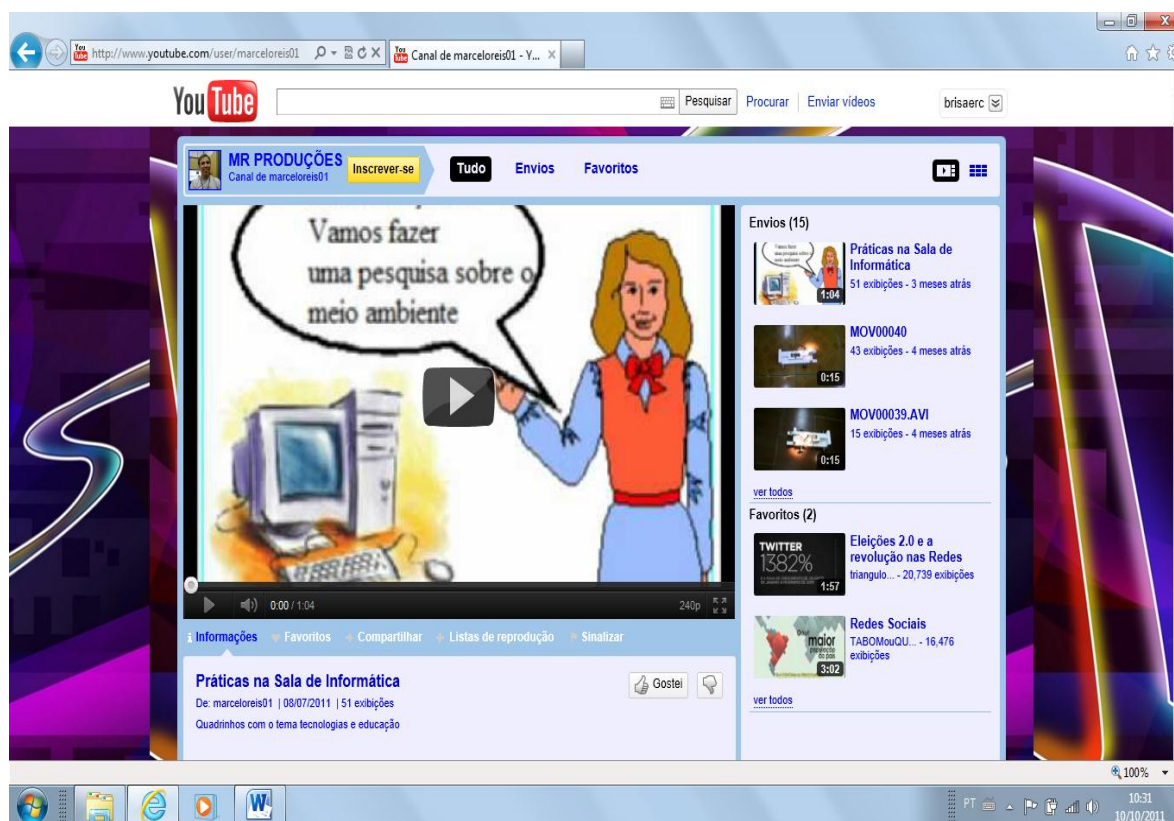 http://www.youtube.com/user/marceloreis01
Canal de marceloreis01 - Y...
YouTube
Pesquisar
Procurar
Enviar vídeos
brisaerc
MR PRODUÇÕES
Canal de marceloreis01
Inscrever-se
Tudo
Envios
Favoritos
Vamos fazer
uma pesquisa sobre o
meio ambiente
0:00 / 1:04
240p
Informações
Favoritos
Compartilhar
Listas de reprodução
Sinalizar
Práticas na Sala de Informática
De: marceloreis01 | 08/07/2011 | 51 exibições
Quadrinhos com o tema tecnologias e educação
Gostei
Envios (15)
1:04
Práticas na Sala de
Informática
51 exibições - 3 meses atrás
0:15
MOV00040
43 exibições - 4 meses atrás
0:15
MOV00039.AVI
15 exibições - 4 meses atrás
ver todos
Favoritos (2)
TWITTER
1382%
1:57
Eleições 2.0 e a
revolução nas Redes
triangulo... - 20,739 exibições
maior
3:02
Redes Sociais
TABOMouQU... - 16,476
exibições
ver todos
100%
PT
10:31
10/10/2011